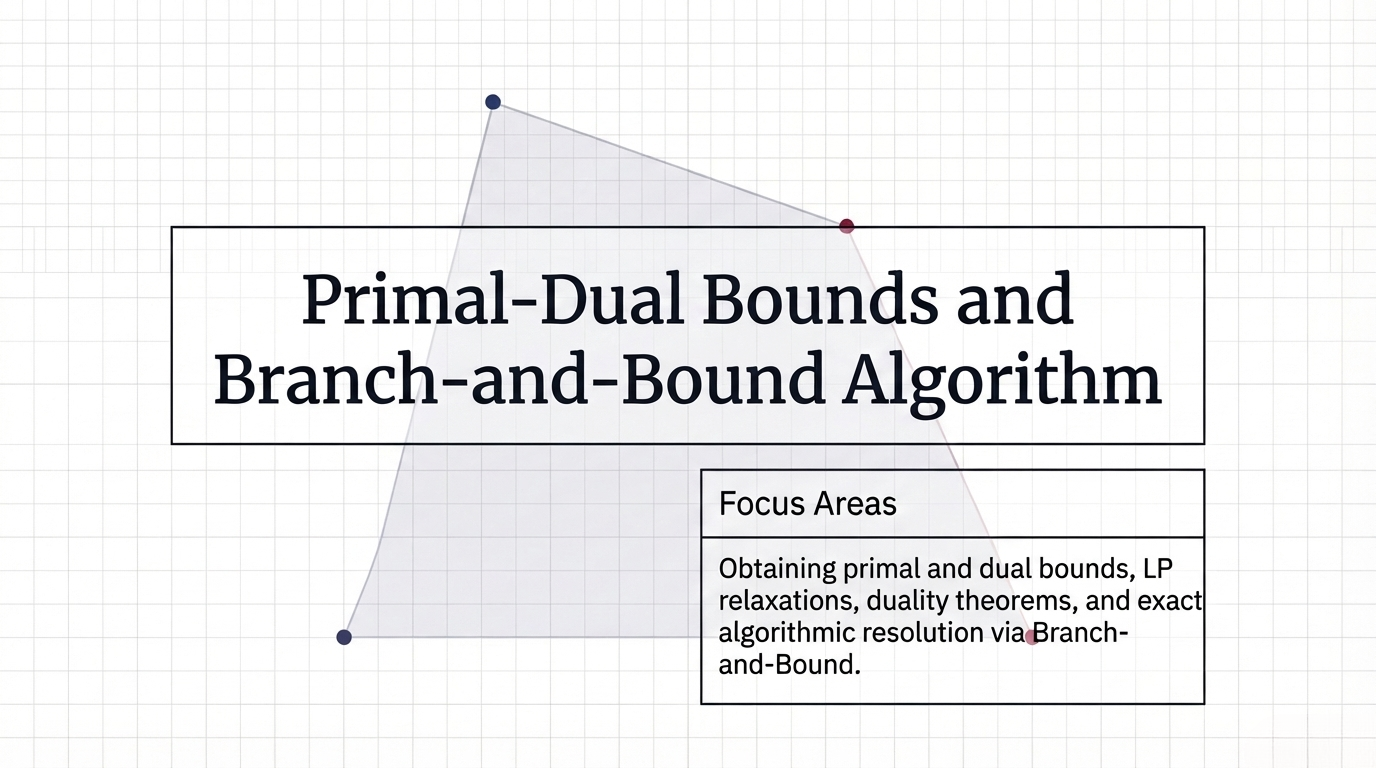 Primal-Dual Bounds and
Branch-and-Bound Algorithm
Focus Areas
Obtaining primal and dual bounds, LP
relaxations, duality theorems, and exact
algorithmic resolution via Branch-
and-Bound.